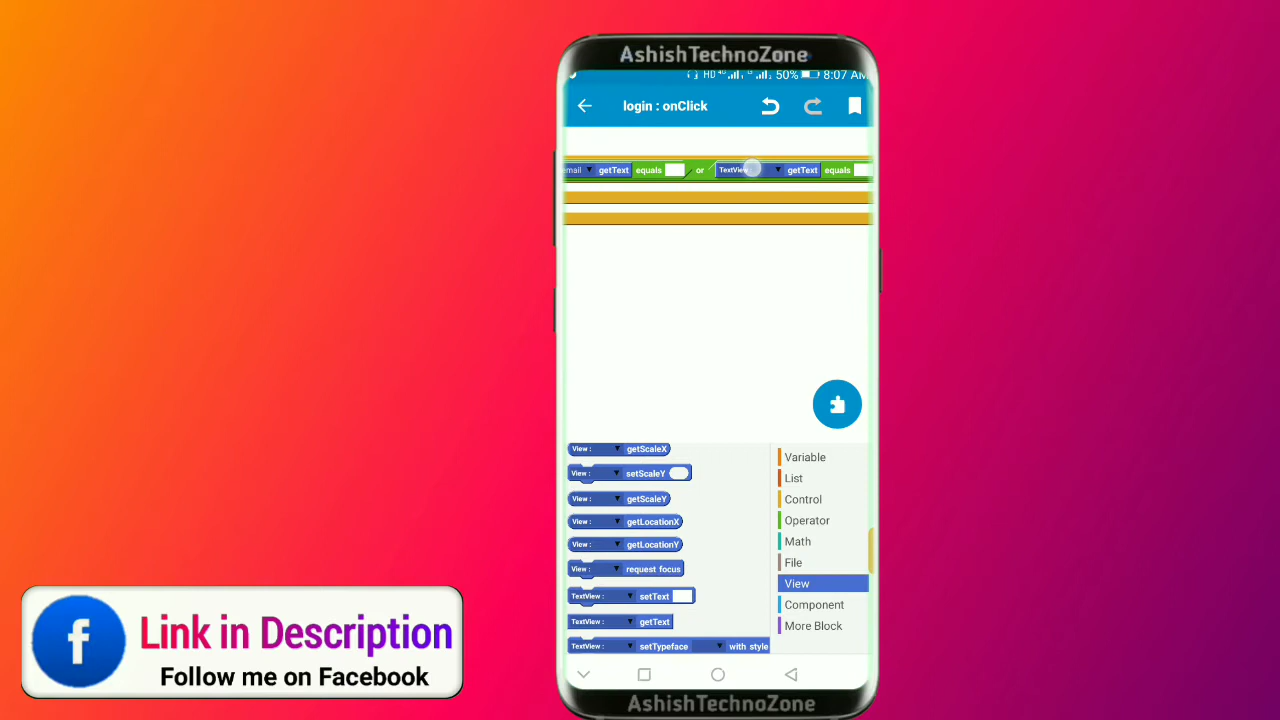 AshishTechnoZone
HD 4G 50% 8:07 AM
login : onClick
email getText equals or TextView : getText equals
View : getScaleX
View : setScaleY
View : getScaleY
View : getLocationX
View : getLocationY
View : request focus
TextView : setText
TextView : getText
TextView : setTypeface with style
Variable
List
Control
Operator
Math
File
View
Component
More Block
AshishTechnoZone
f
Link in Description
Follow me on Facebook